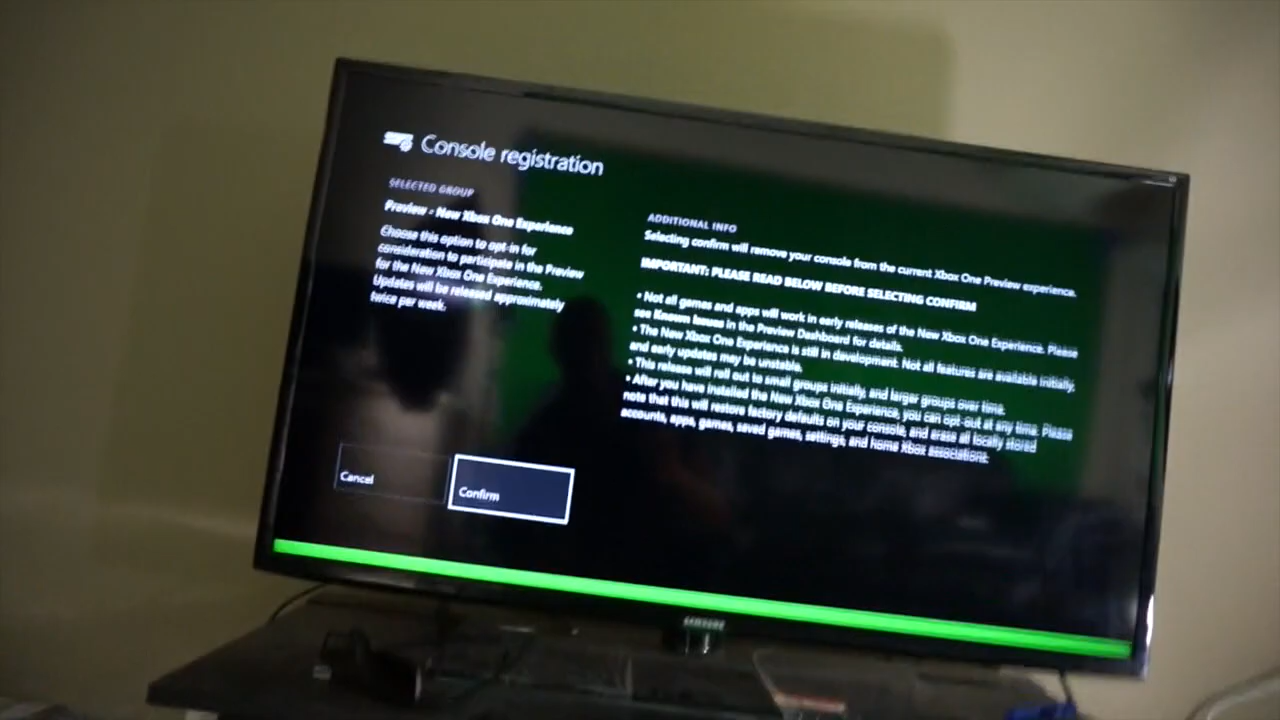 Console registration
SELECTED GROUP
Preview - New Xbox One Experience
Choose this option to opt-in for
consideration to participate in the Preview
for the New Xbox One Experience.
Updates will be released approximately
twice per week.
Cancel
Confirm
ADDITIONAL INFO
Selecting confirm will remove your console from the current Xbox One Preview experience.
IMPORTANT: PLEASE READ BELOW BEFORE SELECTING CONFIRM
• Not all games and apps will work in early releases of the New Xbox One Experience. Please
see Known Issues in the Preview Dashboard for details.
• The New Xbox One Experience is still in development. Not all features are available initially,
and early updates may be unstable.
• This release will roll out to small groups initially, and larger groups over time.
• After you have installed the New Xbox One Experience, you can opt-out at any time. Please
note that this will restore factory defaults on your console, and erase all locally stored
accounts, apps, games, saved games, settings, and home Xbox associations.
SAMSUNG